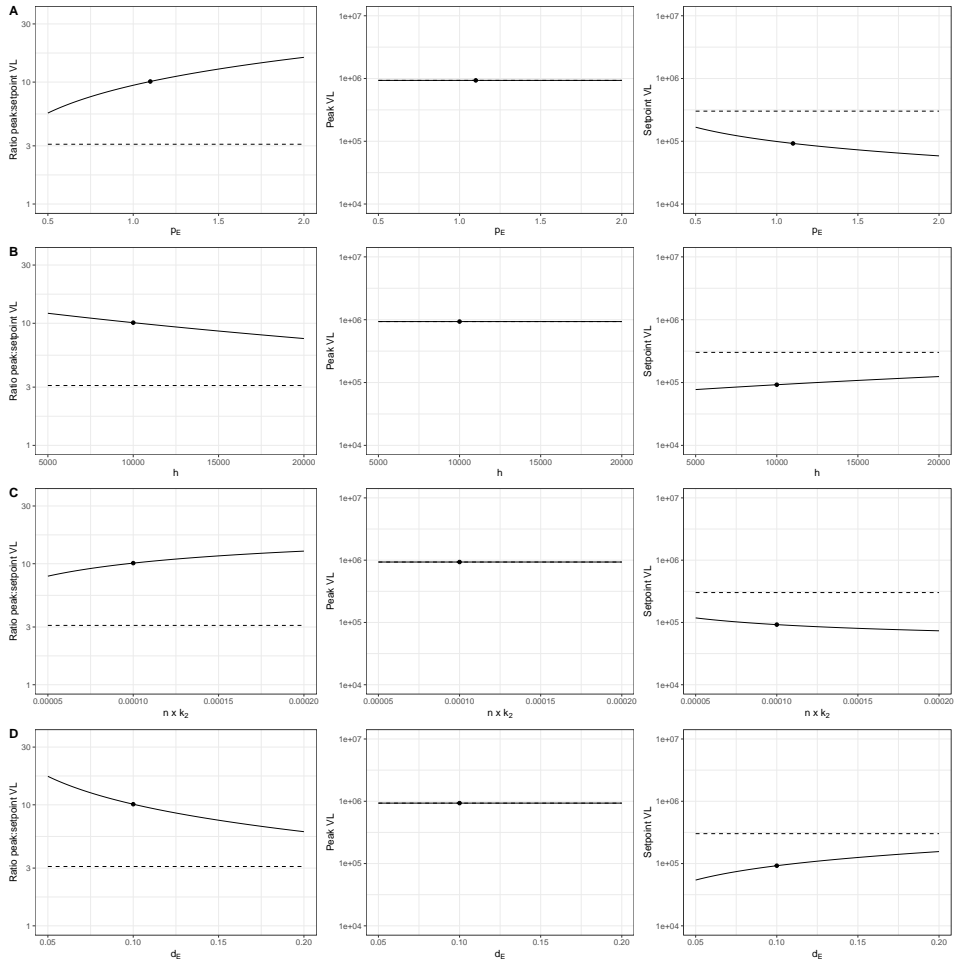 A
Ratio peak:setpoint VL
30
10
3
1
0.5 1.0 1.5 2.0
pE
Peak VL
1e+07
1e+06
1e+05
1e+04
0.5 1.0 1.5 2.0
pE
Setpoint VL
1e+07
1e+06
1e+05
1e+04
0.5 1.0 1.5 2.0
pE
B
Ratio peak:setpoint VL
30
10
3
1
5000 10000 15000 20000
h
Peak VL
1e+07
1e+06
1e+05
1e+04
5000 10000 15000 20000
h
Setpoint VL
1e+07
1e+06
1e+05
1e+04
5000 10000 15000 20000
h
C
Ratio peak:setpoint VL
30
10
3
1
0.00005 0.00010 0.00015 0.00020
n x k₂
Peak VL
1e+07
1e+06
1e+05
1e+04
0.00005 0.00010 0.00015 0.00020
n x k₂
Setpoint VL
1e+07
1e+06
1e+05
1e+04
0.00005 0.00010 0.00015 0.00020
n x k₂
D
Ratio peak:setpoint VL
30
10
3
1
0.05 0.10 0.15 0.20
dE
Peak VL
1e+07
1e+06
1e+05
1e+04
0.05 0.10 0.15 0.20
dE
Setpoint VL
1e+07
1e+06
1e+05
1e+04
0.05 0.10 0.15 0.20
dE